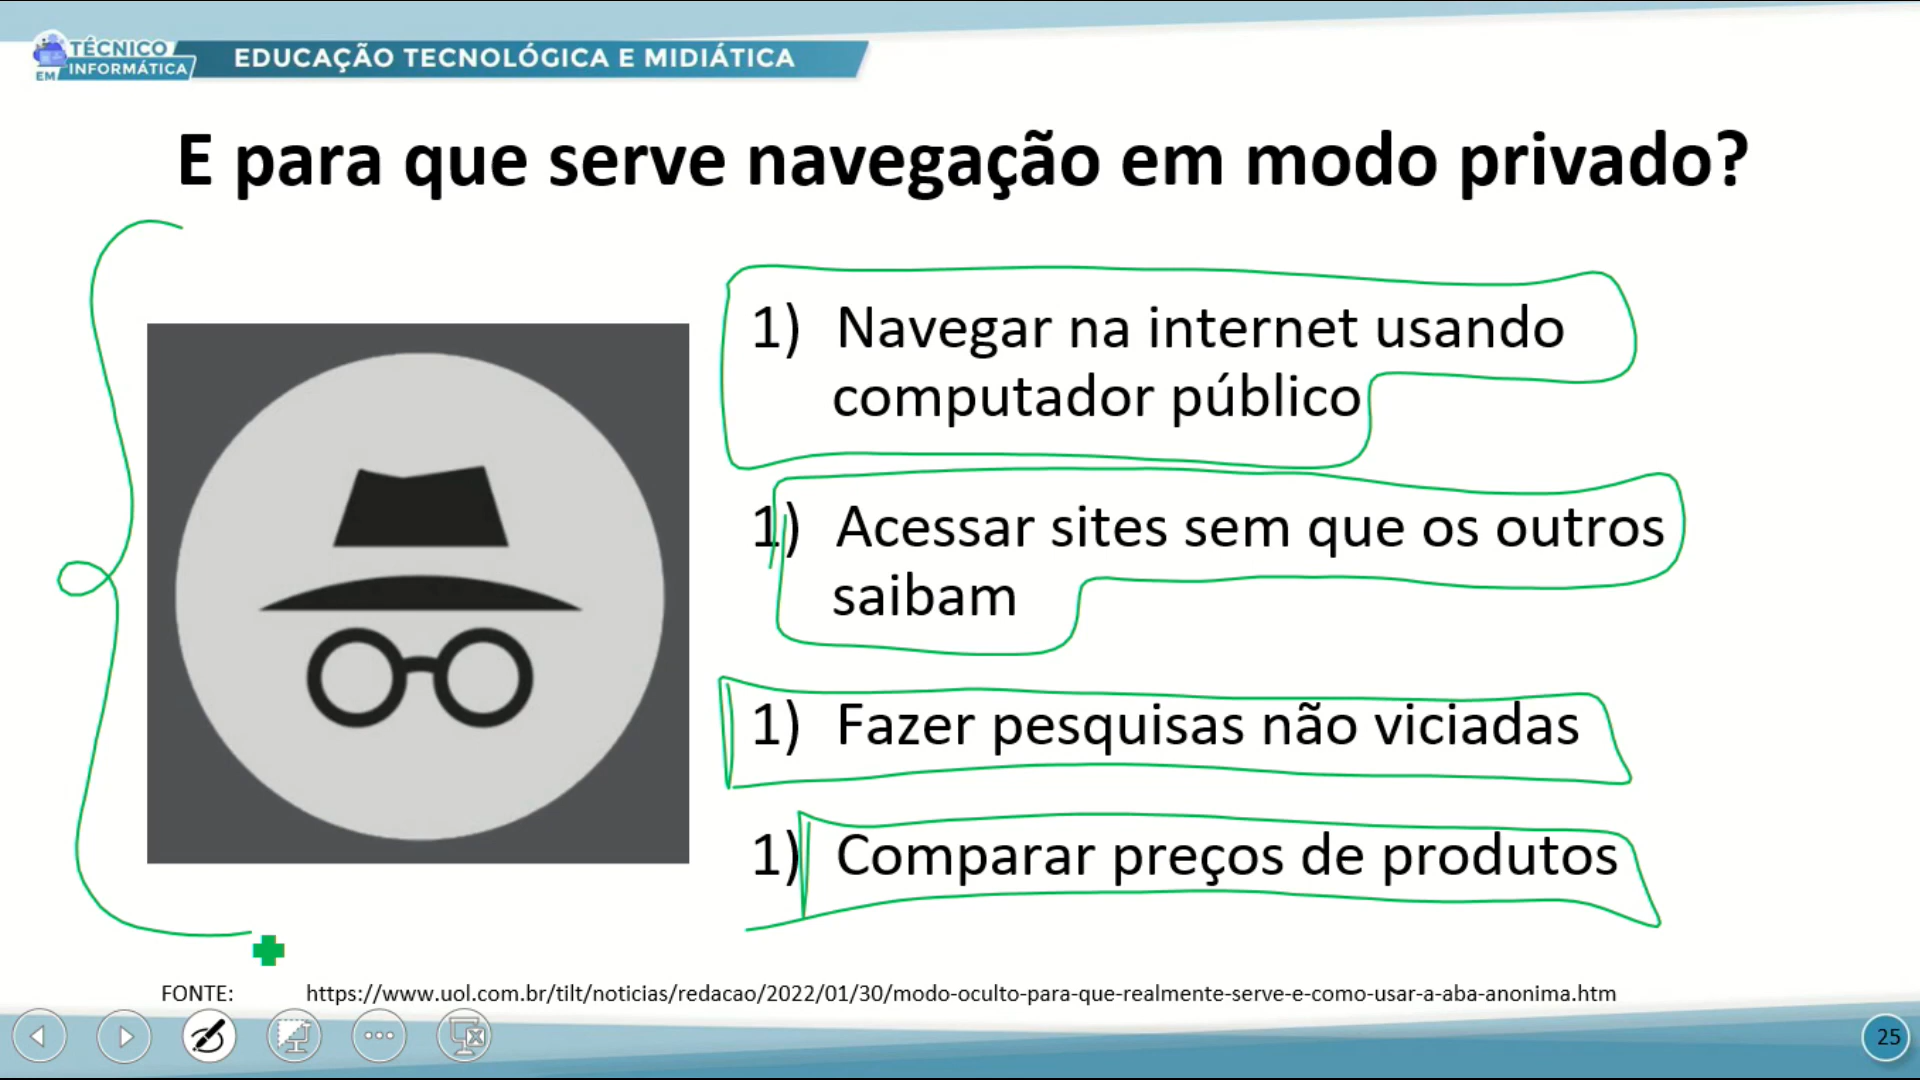 TÉCNICO
EM INFORMÁTICA
EDUCAÇÃO TECNOLÓGICA E MIDIÁTICA
E para que serve navegação em modo privado?
1) Navegar na internet usando
computador público
1) Acessar sites sem que os outros
saibam
1) Fazer pesquisas não viciadas
1) Comparar preços de produtos
FONTE: https://www.uol.com.br/tilt/noticias/redacao/2022/01/30/modo-oculto-para-que-realmente-serve-e-como-usar-a-aba-anonima.htm
25